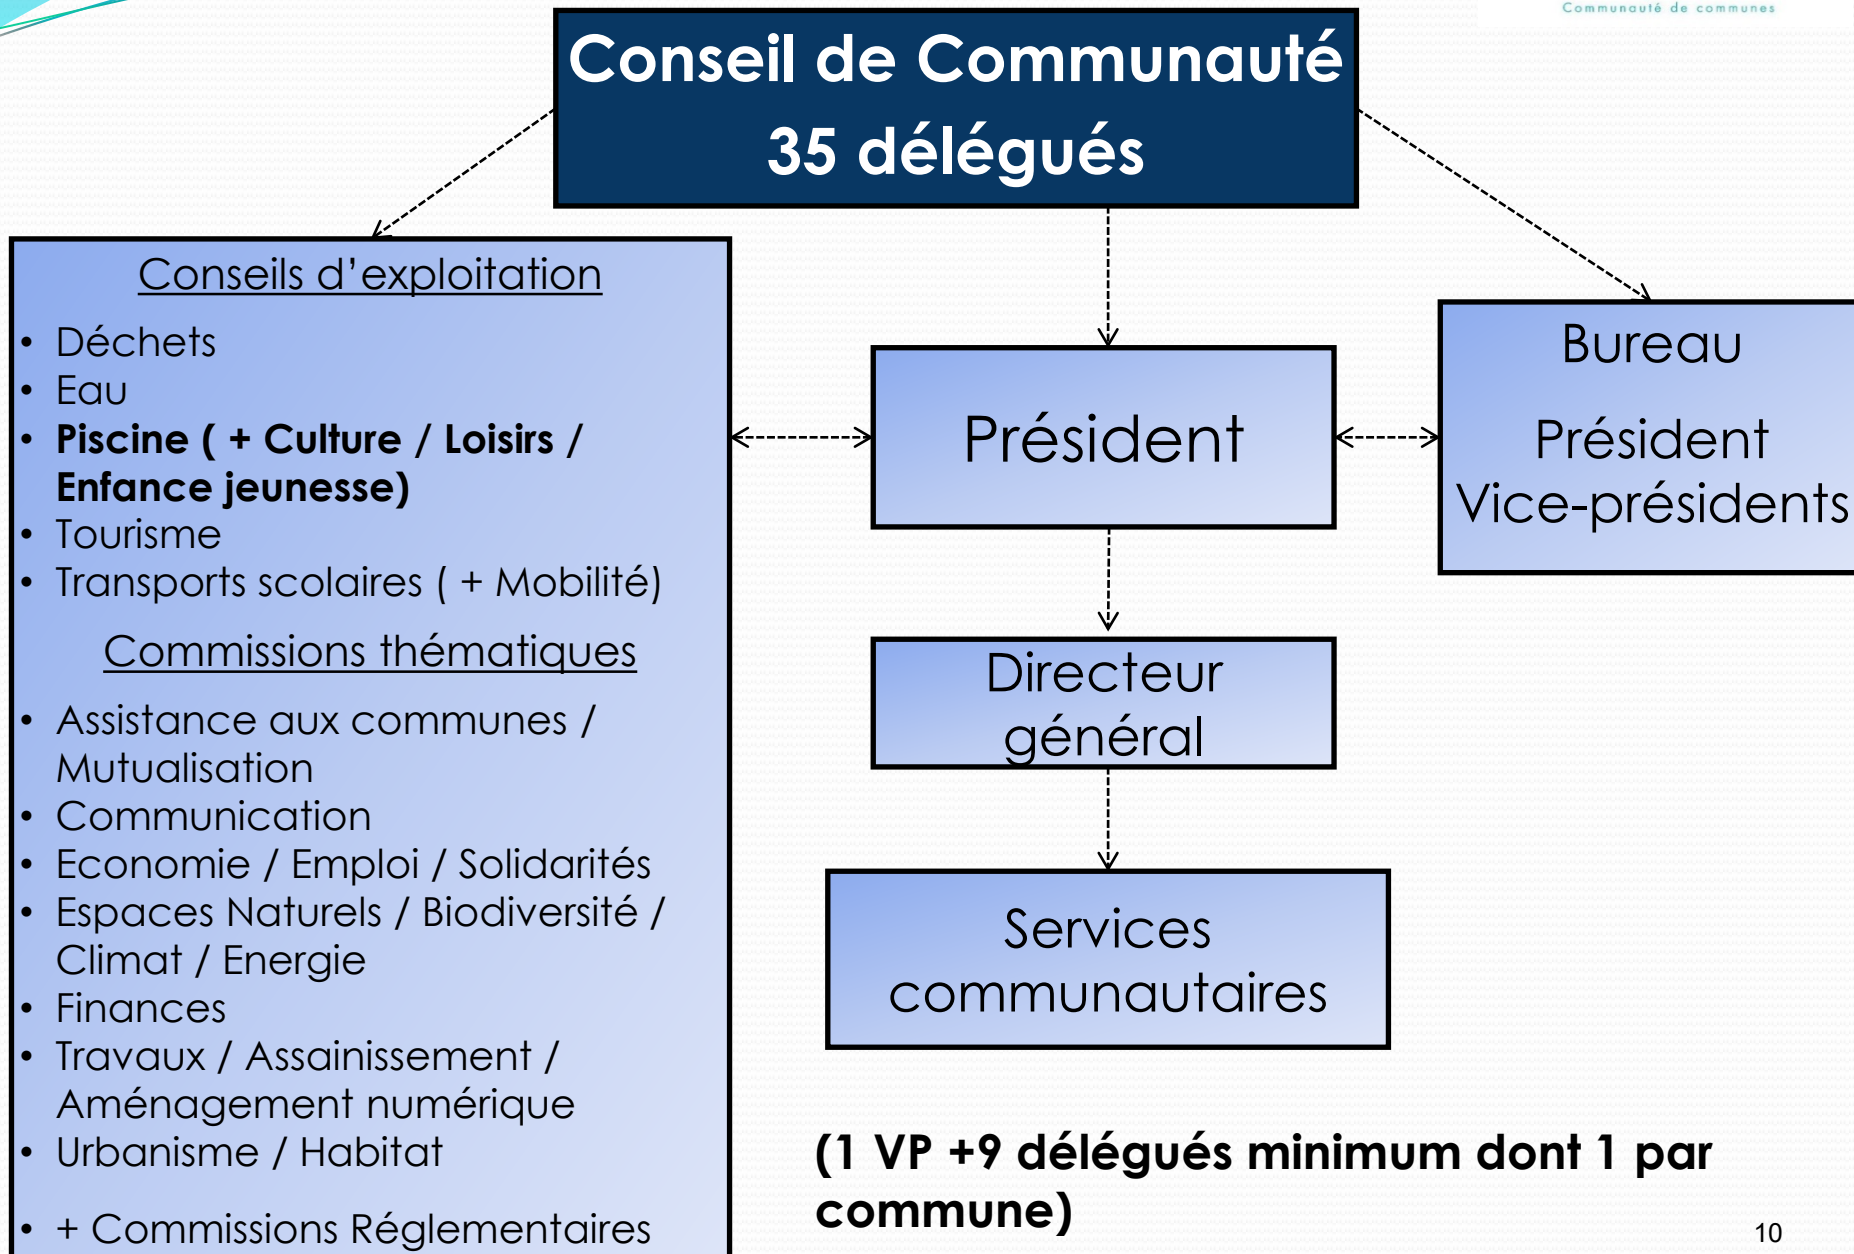 Communauté de communes
Conseil de Communauté
35 délégués
Conseils d’exploitation
• Déchets
• Eau
• Piscine ( + Culture / Loisirs /
Enfance jeunesse)
• Tourisme
• Transports scolaires ( + Mobilité)
Commissions thématiques
• Assistance aux communes /
Mutualisation
• Communication
• Economie / Emploi / Solidarités
• Espaces Naturels / Biodiversité /
Climat / Energie
• Finances
• Travaux / Assainissement /
Aménagement numérique
• Urbanisme / Habitat
• + Commissions Réglementaires
Président
Bureau
Président
Vice-présidents
Directeur
général
Services
communautaires
(1 VP +9 délégués minimum dont 1 par
commune)
10